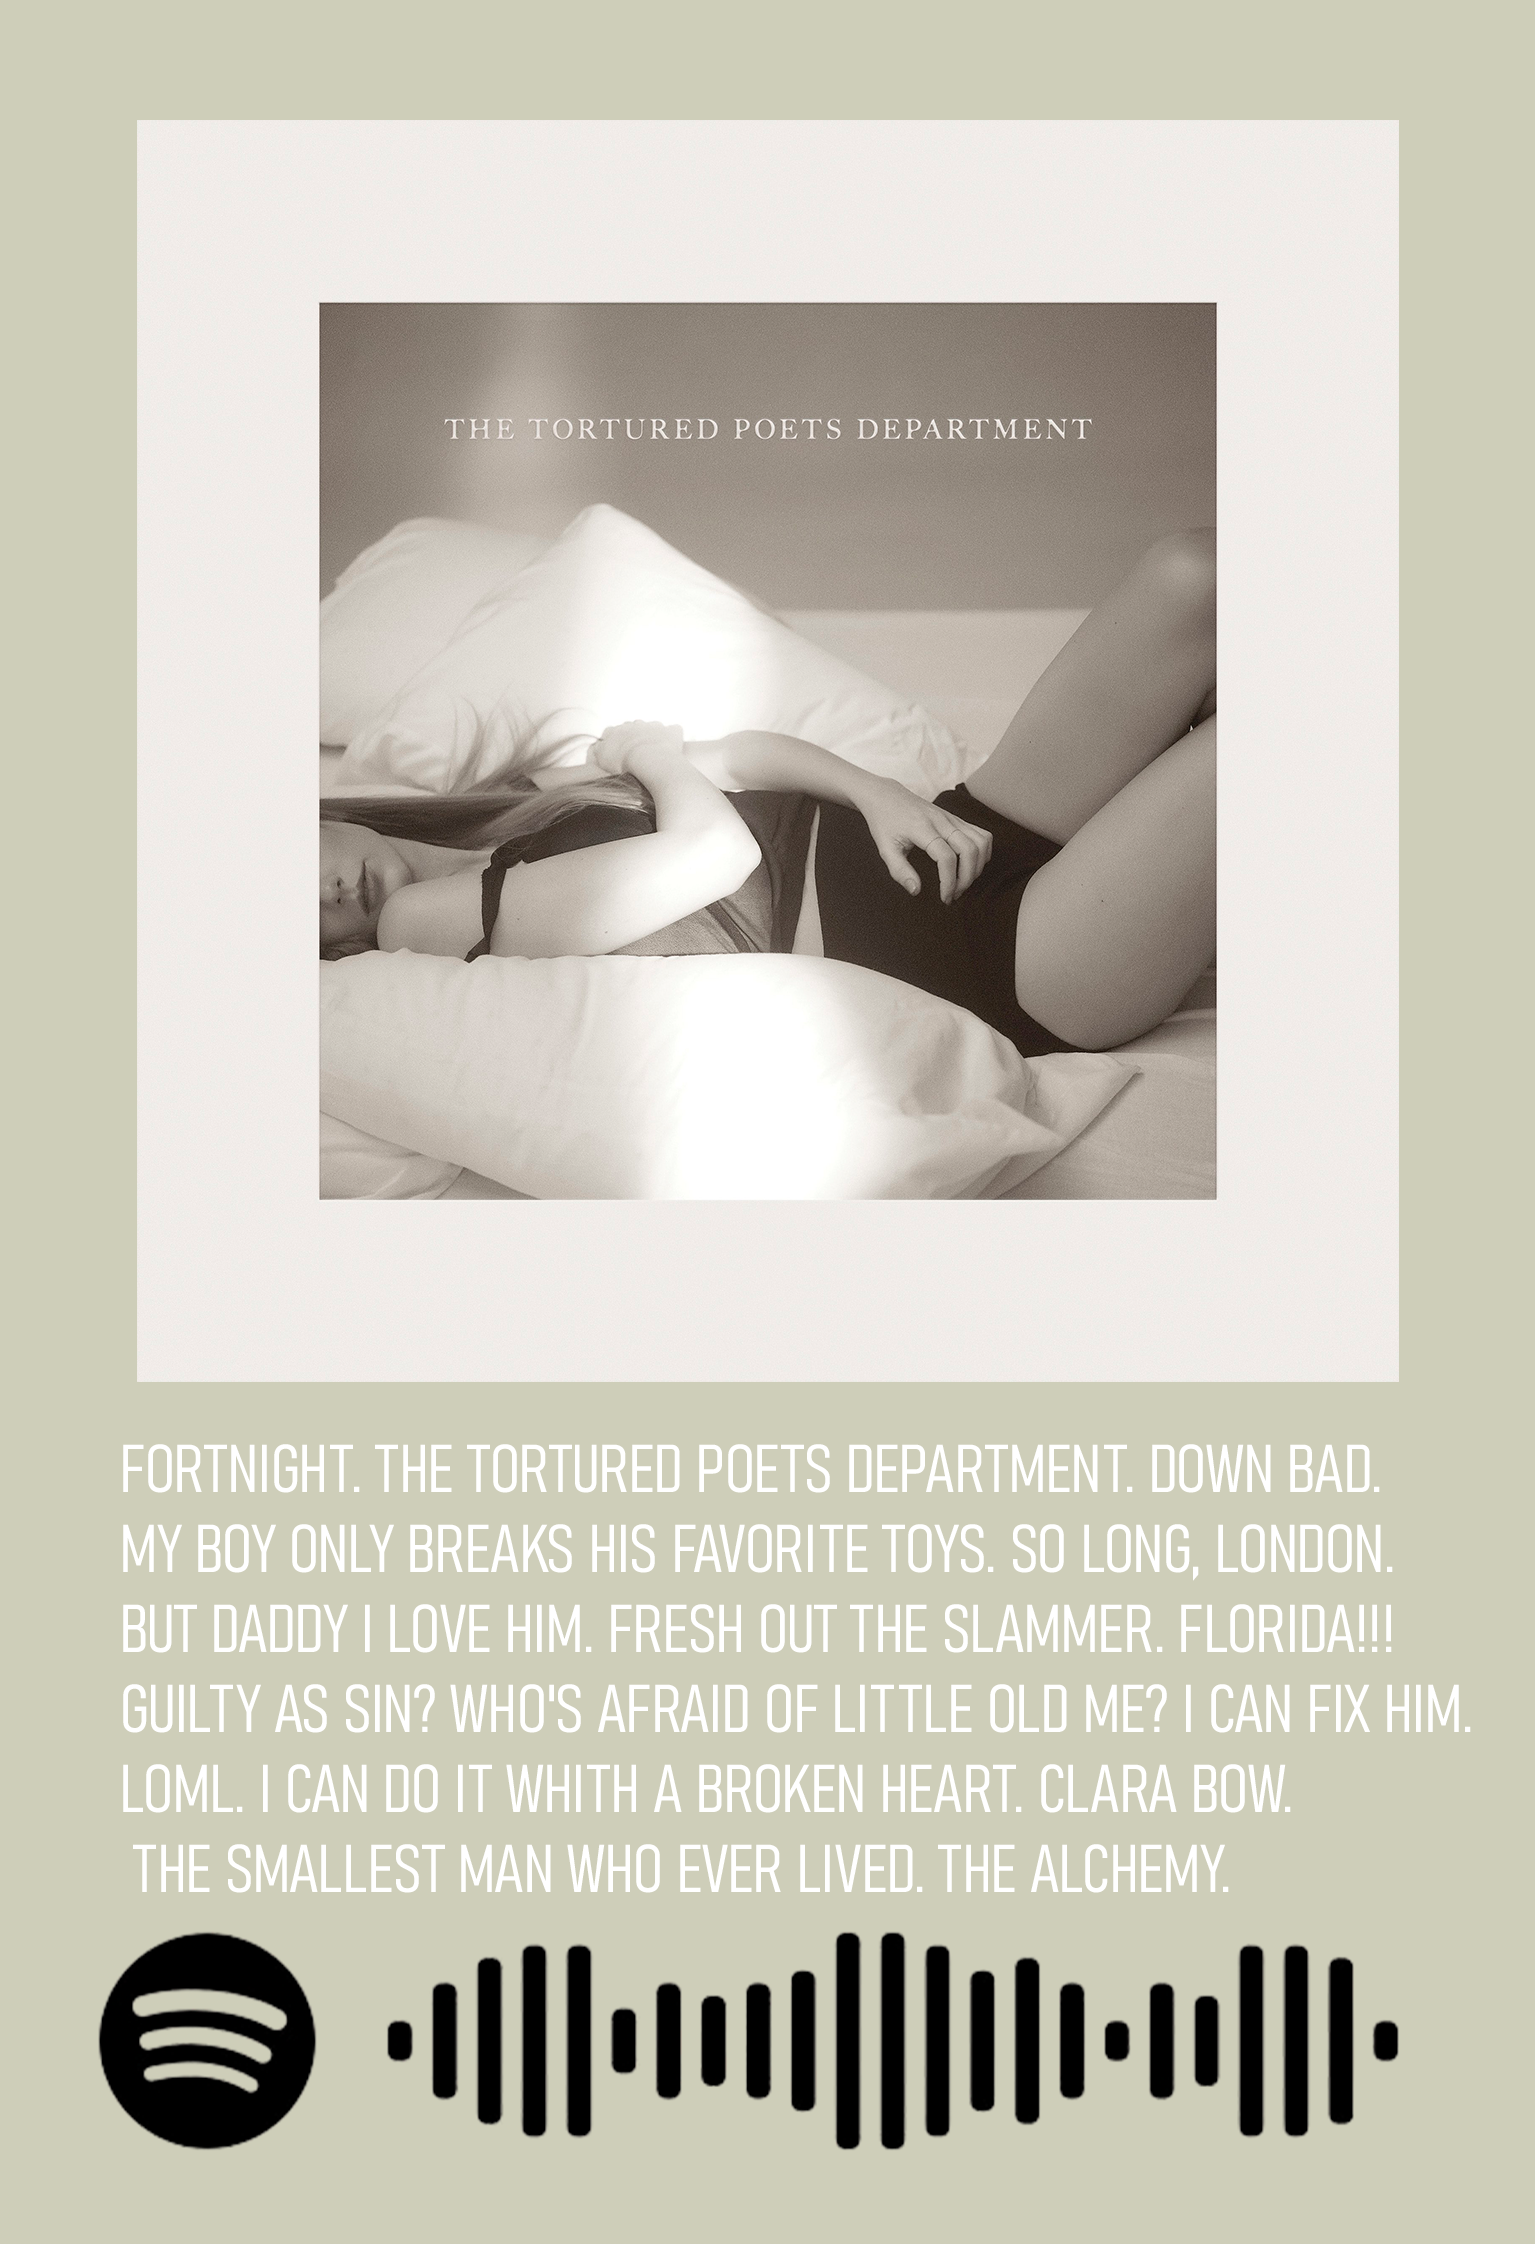 THE TORTURED POETS DEPARTMENT
FORTNIGHT. THE TORTURED POETS DEPARTMENT. DOWN BAD.
MY BOY ONLY BREAKS HIS FAVORITE TOYS. SO LONG, LONDON.
BUT DADDY I LOVE HIM. FRESH OUT THE SLAMMER. FLORIDA!!!
GUILTY AS SIN? WHO'S AFRAID OF LITTLE OLD ME? I CAN FIX HIM.
LOML. I CAN DO IT WHITH A BROKEN HEART. CLARA BOW.
THE SMALLEST MAN WHO EVER LIVED. THE ALCHEMY.